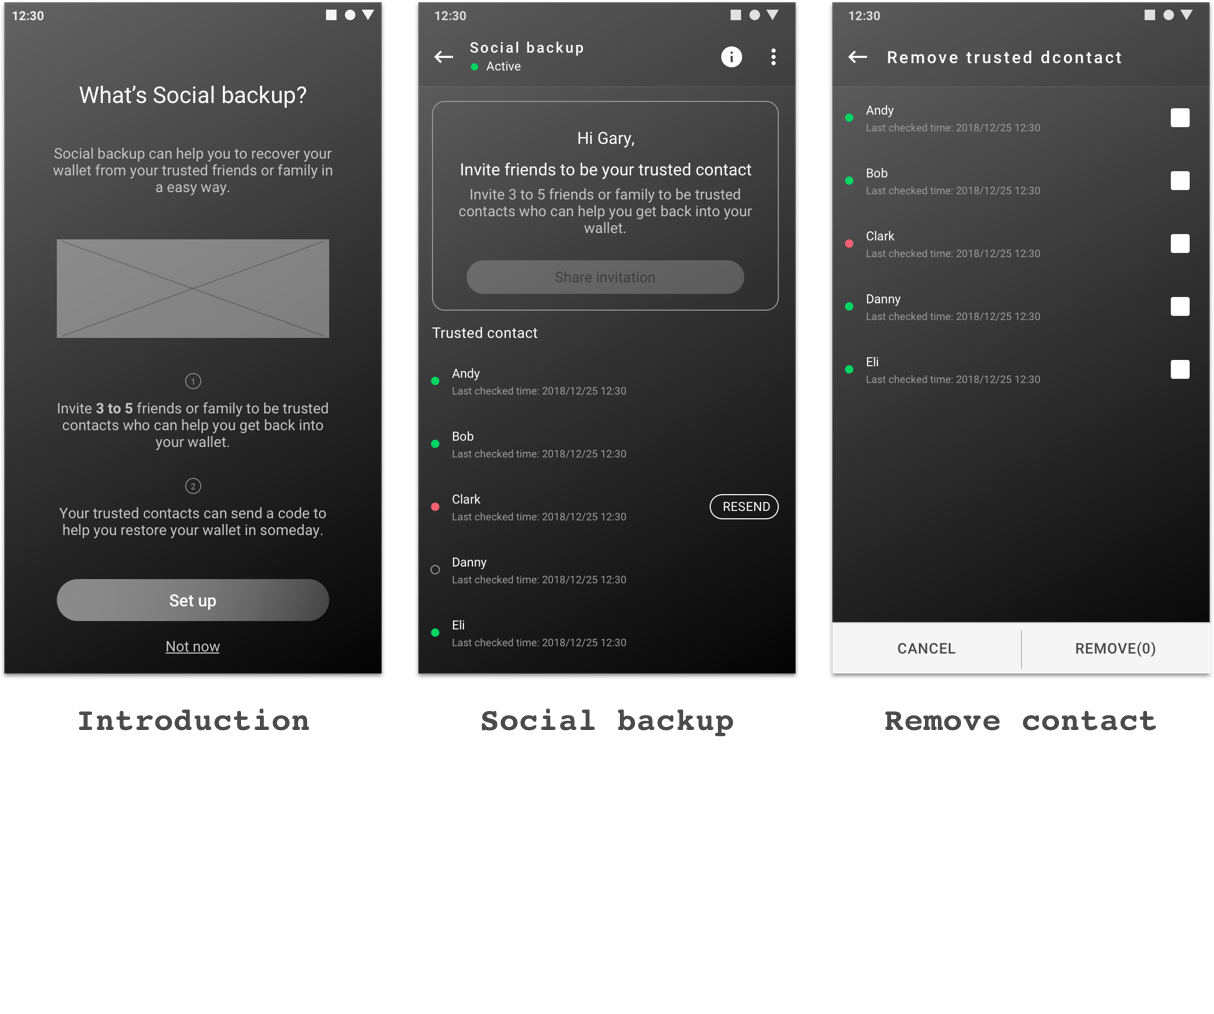 12:30
What's Social backup?
Social backup can help you to recover your
wallet from your trusted friends or family in
a easy way.
1
Invite 3 to 5 friends or family to be trusted
contacts who can help you get back into
your wallet.
2
Your trusted contacts can send a code to
help you restore your wallet in someday.
Set up
Not now
Introduction
12:30
Social backup
Active
Hi Gary,
Invite friends to be your trusted contact
Invite 3 to 5 friends or family to be trusted
contacts who can help you get back into your
wallet.
Share invitation
Trusted contact
Andy
Last checked time: 2018/12/25 12:30
Bob
Last checked time: 2018/12/25 12:30
Clark
Last checked time: 2018/12/25 12:30
RESEND
Danny
Last checked time: 2018/12/25 12:30
Eli
Last checked time: 2018/12/25 12:30
Social backup
12:30
Remove trusted dcontact
Andy
Last checked time: 2018/12/25 12:30
Bob
Last checked time: 2018/12/25 12:30
Clark
Last checked time: 2018/12/25 12:30
Danny
Last checked time: 2018/12/25 12:30
Eli
Last checked time: 2018/12/25 12:30
CANCEL
REMOVE(0)
Remove contact